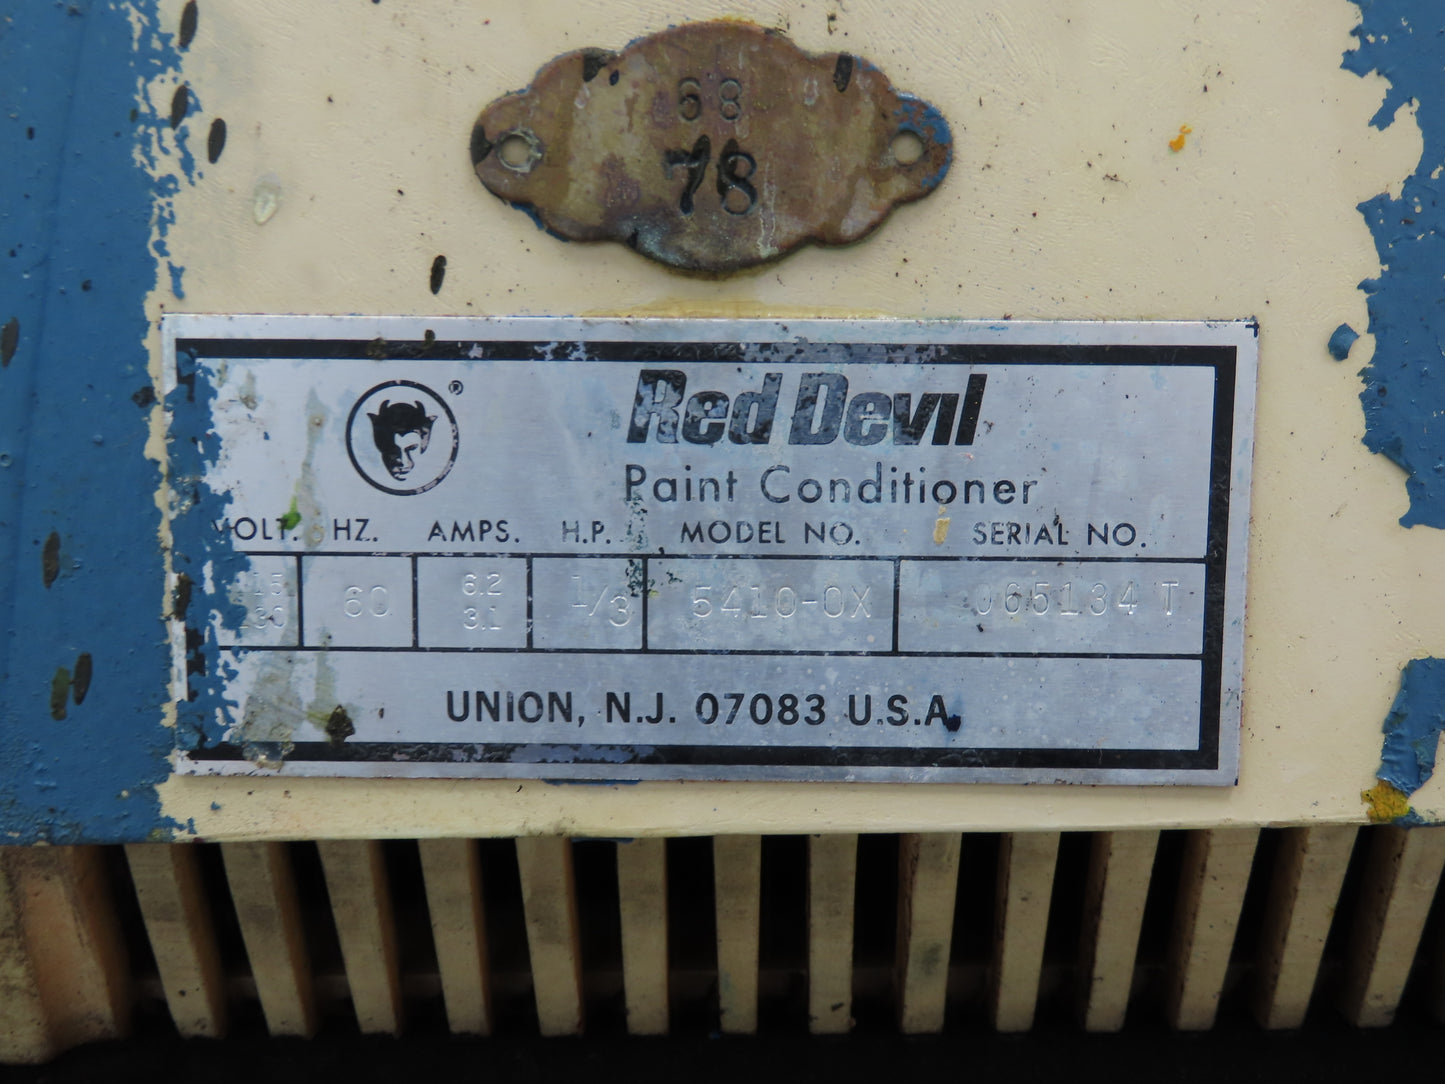 68
78
®
Red Devil
Paint Conditioner
VOLT. HZ. AMPS. H.P. MODEL NO. SERIAL NO.
115 60 6.2 1/3 5410-OX 065134 T
230 3.1
UNION, N.J. 07083 U.S.A.